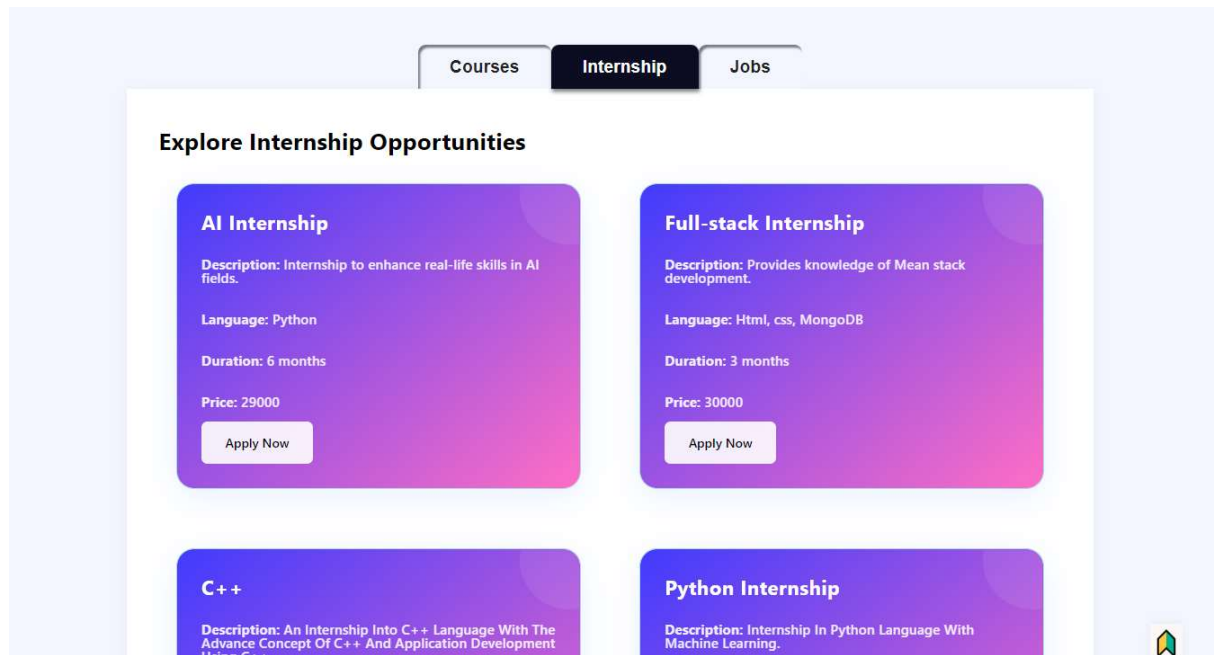 Courses
Internship
Jobs
Explore Internship Opportunities
AI Internship
Description: Internship to enhance real-life skills in AI
fields.
Language: Python
Duration: 6 months
Price: 29000
Apply Now
Full-stack Internship
Description: Provides knowledge of Mean stack
development.
Language: Html, css, MongoDB
Duration: 3 months
Price: 30000
Apply Now
C++
Description: An Internship Into C++ Language With The
Advance Concept Of C++ And Application Development
Using C++
Python Internship
Description: Internship In Python Language With
Machine Learning.